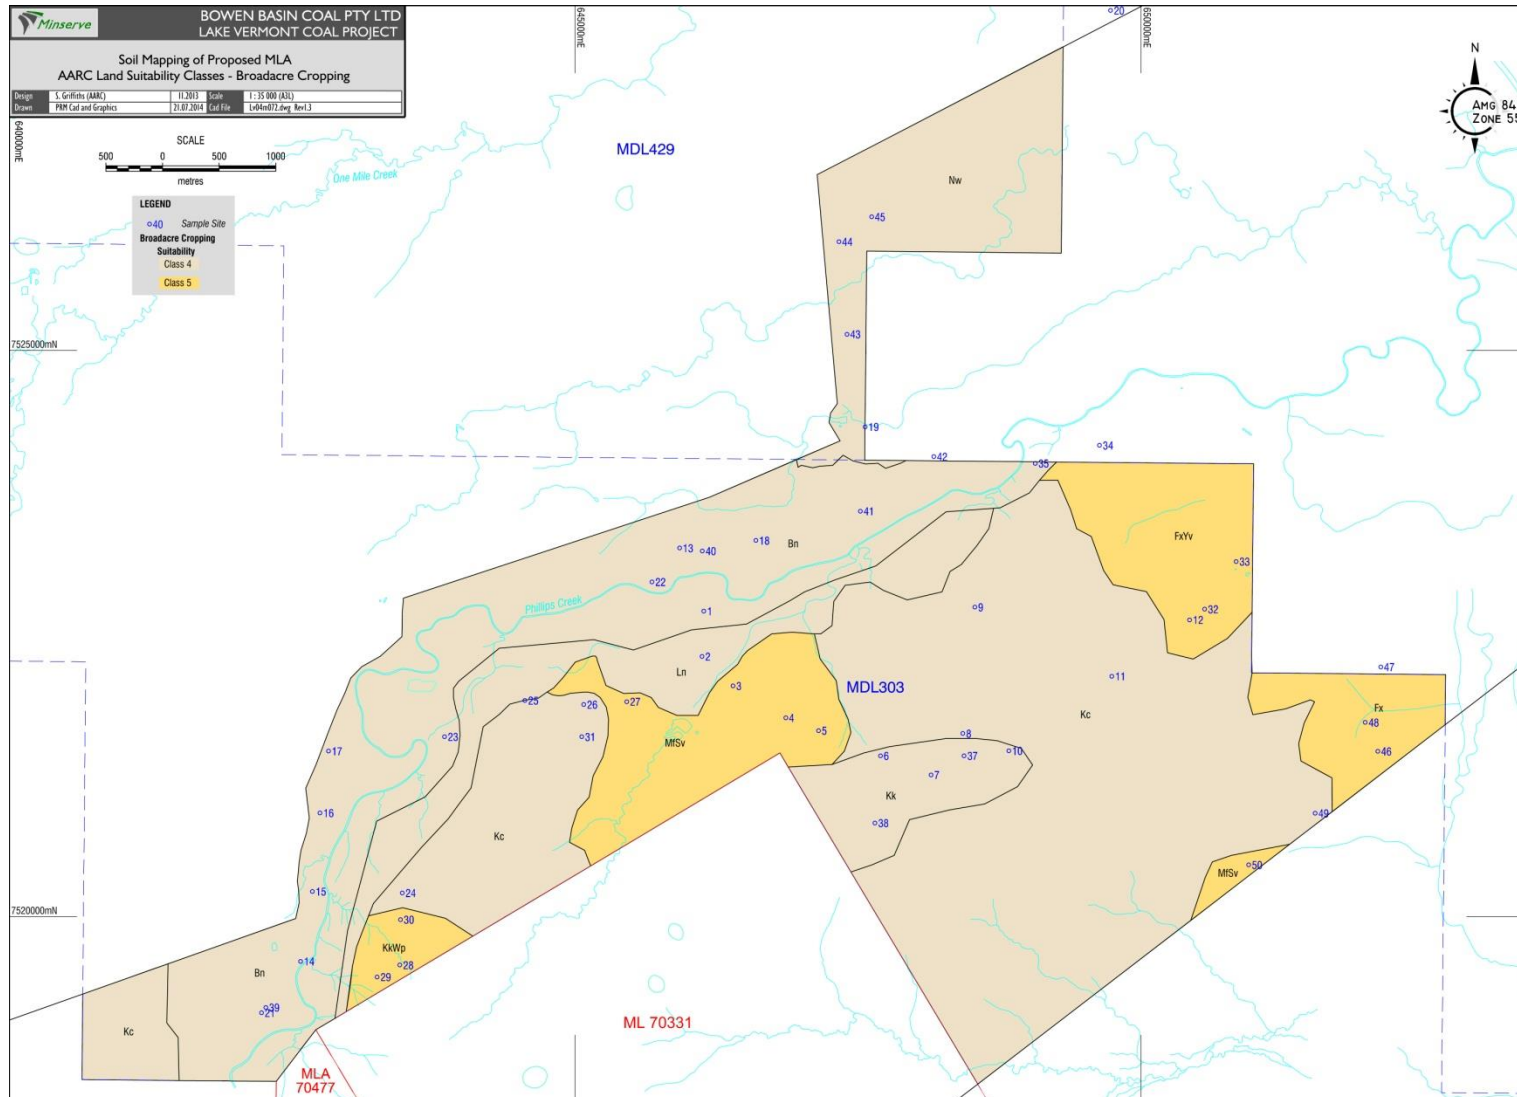 Minserve
BOWEN BASIN COAL PTY LTD
LAKE VERMONT COAL PROJECT
Soil Mapping of Proposed MLA
AARC Land Suitability Classes - Broadacre Cropping
Design S. Griffiths (AARC) 11.2013 Scale 1 : 35 000 (A3L)
Drawn PRM Cad and Graphics 21.07.2014 Cad File Lv04m072.dwg Rev1.3
640000mE
645000mE
650000mE
20
N
AMG 84
ZONE 55
SCALE
500 0 500 1000
metres
One Mile Creek
MDL429
LEGEND
40 Sample Site
Broadacre Cropping
Suitability
Class 4
Class 5
Nw
45
44
43
7525000mN
19
42
34
35
41
13
40
18
Bn
FxYv
33
22
Phillips Creek
1
9
32
12
2
Ln
47
11
3
MDL303
25
26
27
Kc
Fx
4
48
5
23
31
MfSv
8
17
6
37
10
46
7
Kk
16
49
38
Kc
50
MfSv
15
24
7520000mN
30
KkWp
14
28
Bn
29
39
21
Kc
ML 70331
MLA
70477